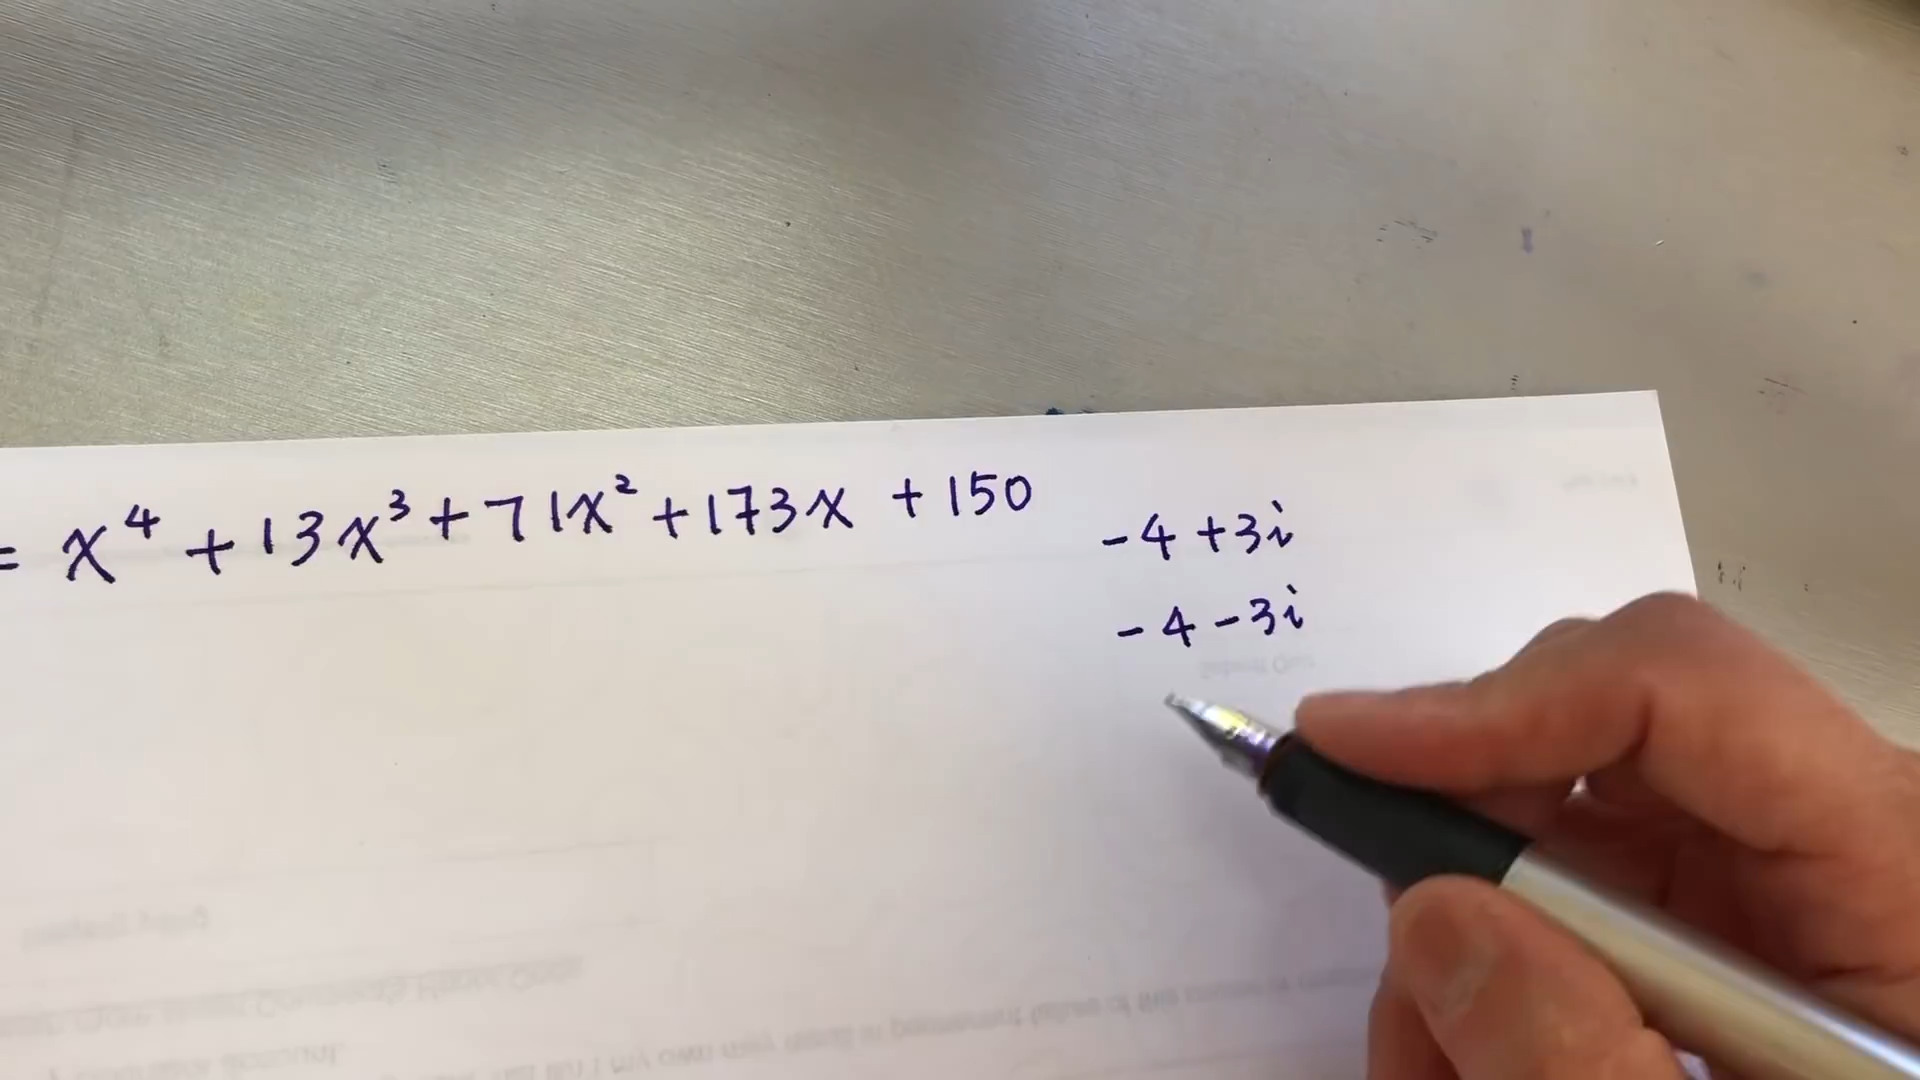 = x⁴ + 13x³ + 71x² + 173x + 150
-4 + 3i
-4 - 3i